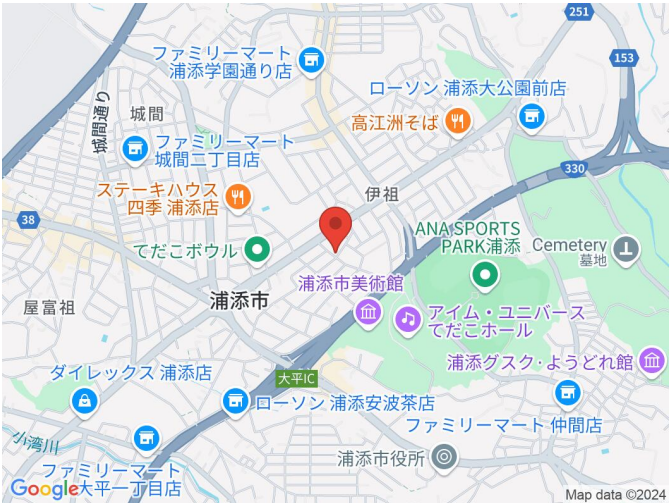 251
ファミリーマート
浦添学園通り店
153
ローソン 浦添大公園前店
城間
城間通り
高江洲そば
ファミリーマート
城間二丁目店
330
ステーキハウス
四季 浦添店
伊祖
38
ANA SPORTS
PARK浦添
Cemetery
墓地
てだこボウル
浦添市美術館
浦添市
屋富祖
アイム・ユニバース
てだこホール
浦添グスク・ようどれ館
ダイレックス 浦添店
大平IC
ローソン 浦添安波茶店
ファミリーマート 仲間店
小湾川
浦添市役所
ファミリーマート
大平一丁目店
Google
Map data ©2024